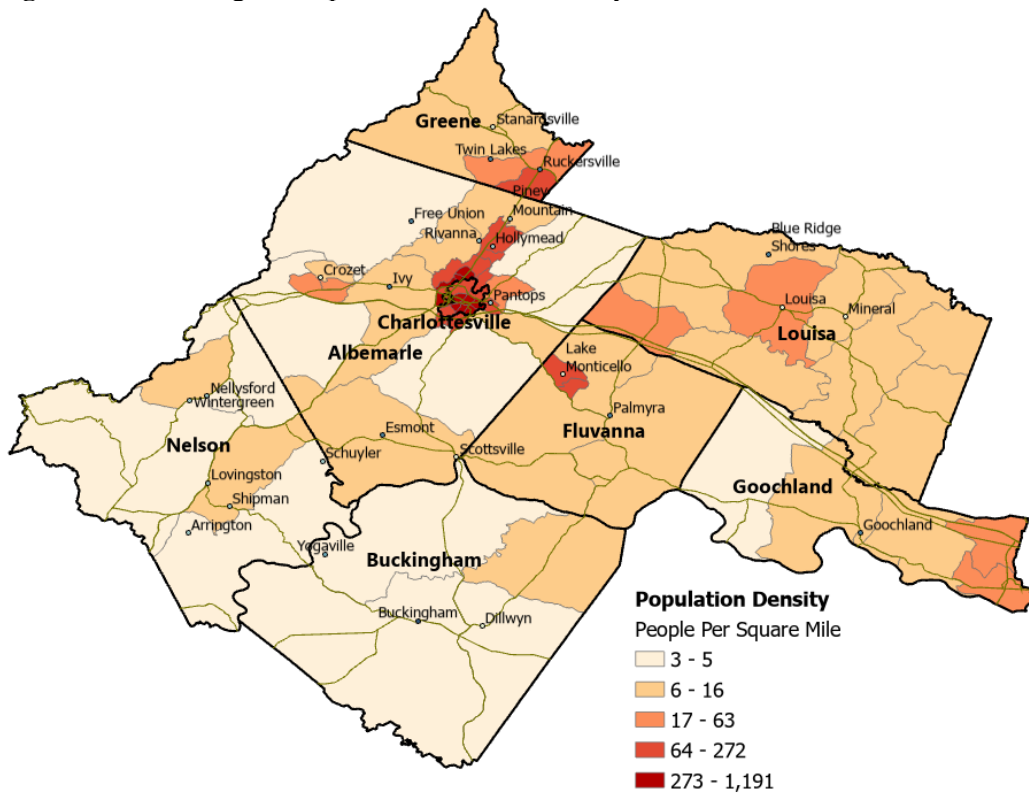 Greene
Stanardsville
Twin Lakes
Ruckersville
Piney
Mountain
Free Union
Rivanna
Hollymead
Blue Ridge
Shores
Crozet
Ivy
Pantops
Louisa
Mineral
Charlottesville
Louisa
Albemarle
Lake
Monticello
Nellysford
Wintergreen
Palmyra
Esmont
Fluvanna
Nelson
Schuyler
Scottsville
Lovingston
Goochland
Shipman
Arrington
Goochland
Yogaville
Buckingham
Buckingham
Dillwyn
Population Density
People Per Square Mile
3 - 5
6 - 16
17 - 63
64 - 272
273 - 1,191